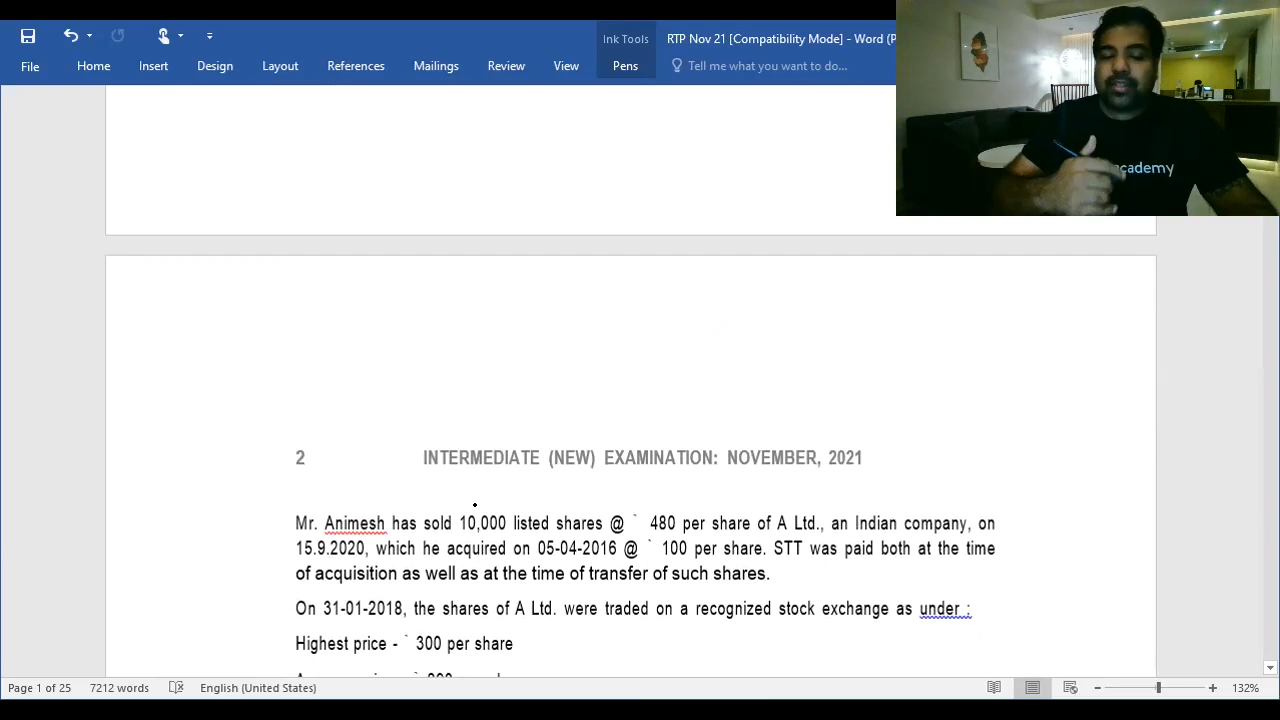 Ink Tools
RTP Nov 21 [Compatibility Mode] - Word (P
File
Home
Insert
Design
Layout
References
Mailings
Review
View
Pens
Tell me what you want to do...
academy
2 INTERMEDIATE (NEW) EXAMINATION: NOVEMBER, 2021
Mr. Animesh has sold 10,000 listed shares @ ` 480 per share of A Ltd., an Indian company, on
15.9.2020, which he acquired on 05-04-2016 @ ` 100 per share. STT was paid both at the time
of acquisition as well as at the time of transfer of such shares.
On 31-01-2018, the shares of A Ltd. were traded on a recognized stock exchange as under :
Highest price - ` 300 per share
Page 1 of 25 7212 words English (United States) 132%